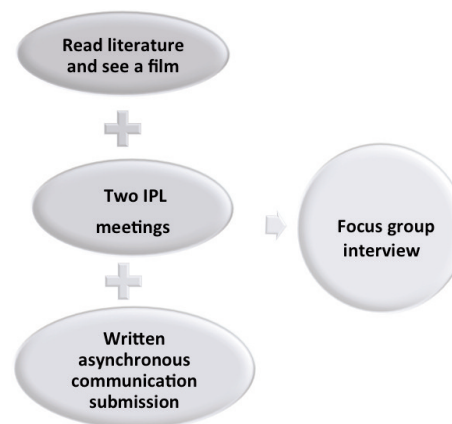 Read literature
and see a film
Two IPL
meetings
Written
asynchronous
communication
submission
Focus group
interview